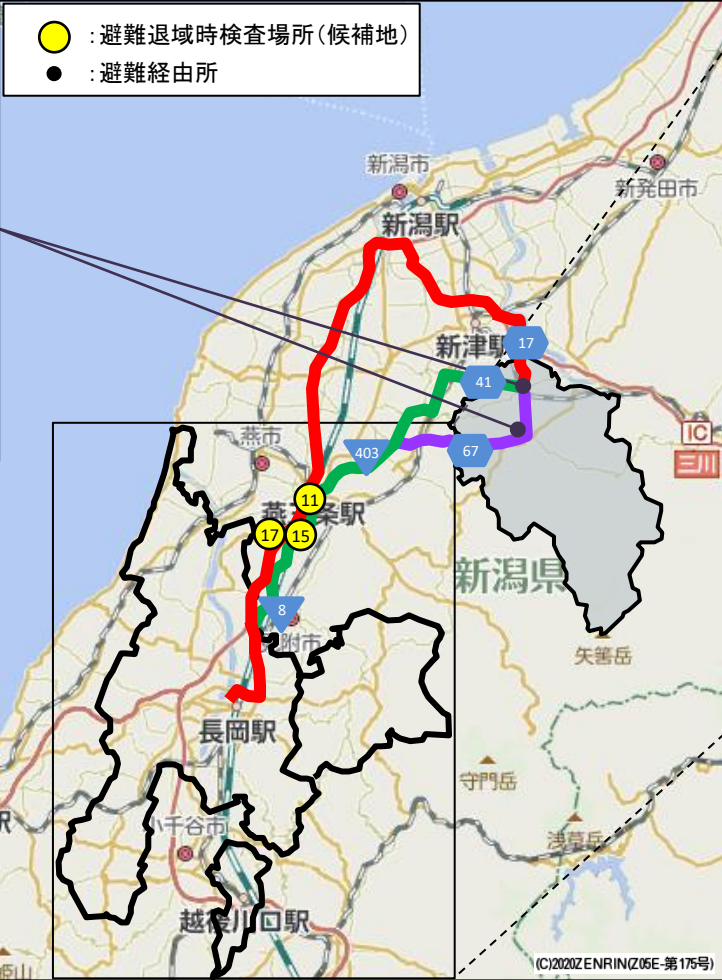 ：避難退域時検査場所（候補地）
：避難経由所
新潟市
新発田市
新潟駅
新津駅
17
41
燕市
403
67
IC
三川
11
燕三条駅
17
15
新潟県
8
見附市
矢筈岳
長岡駅
守門岳
浅草岳
駅
小千谷市
越後川口駅
山
(C)2020ZENRIN(Z05E-第175号)